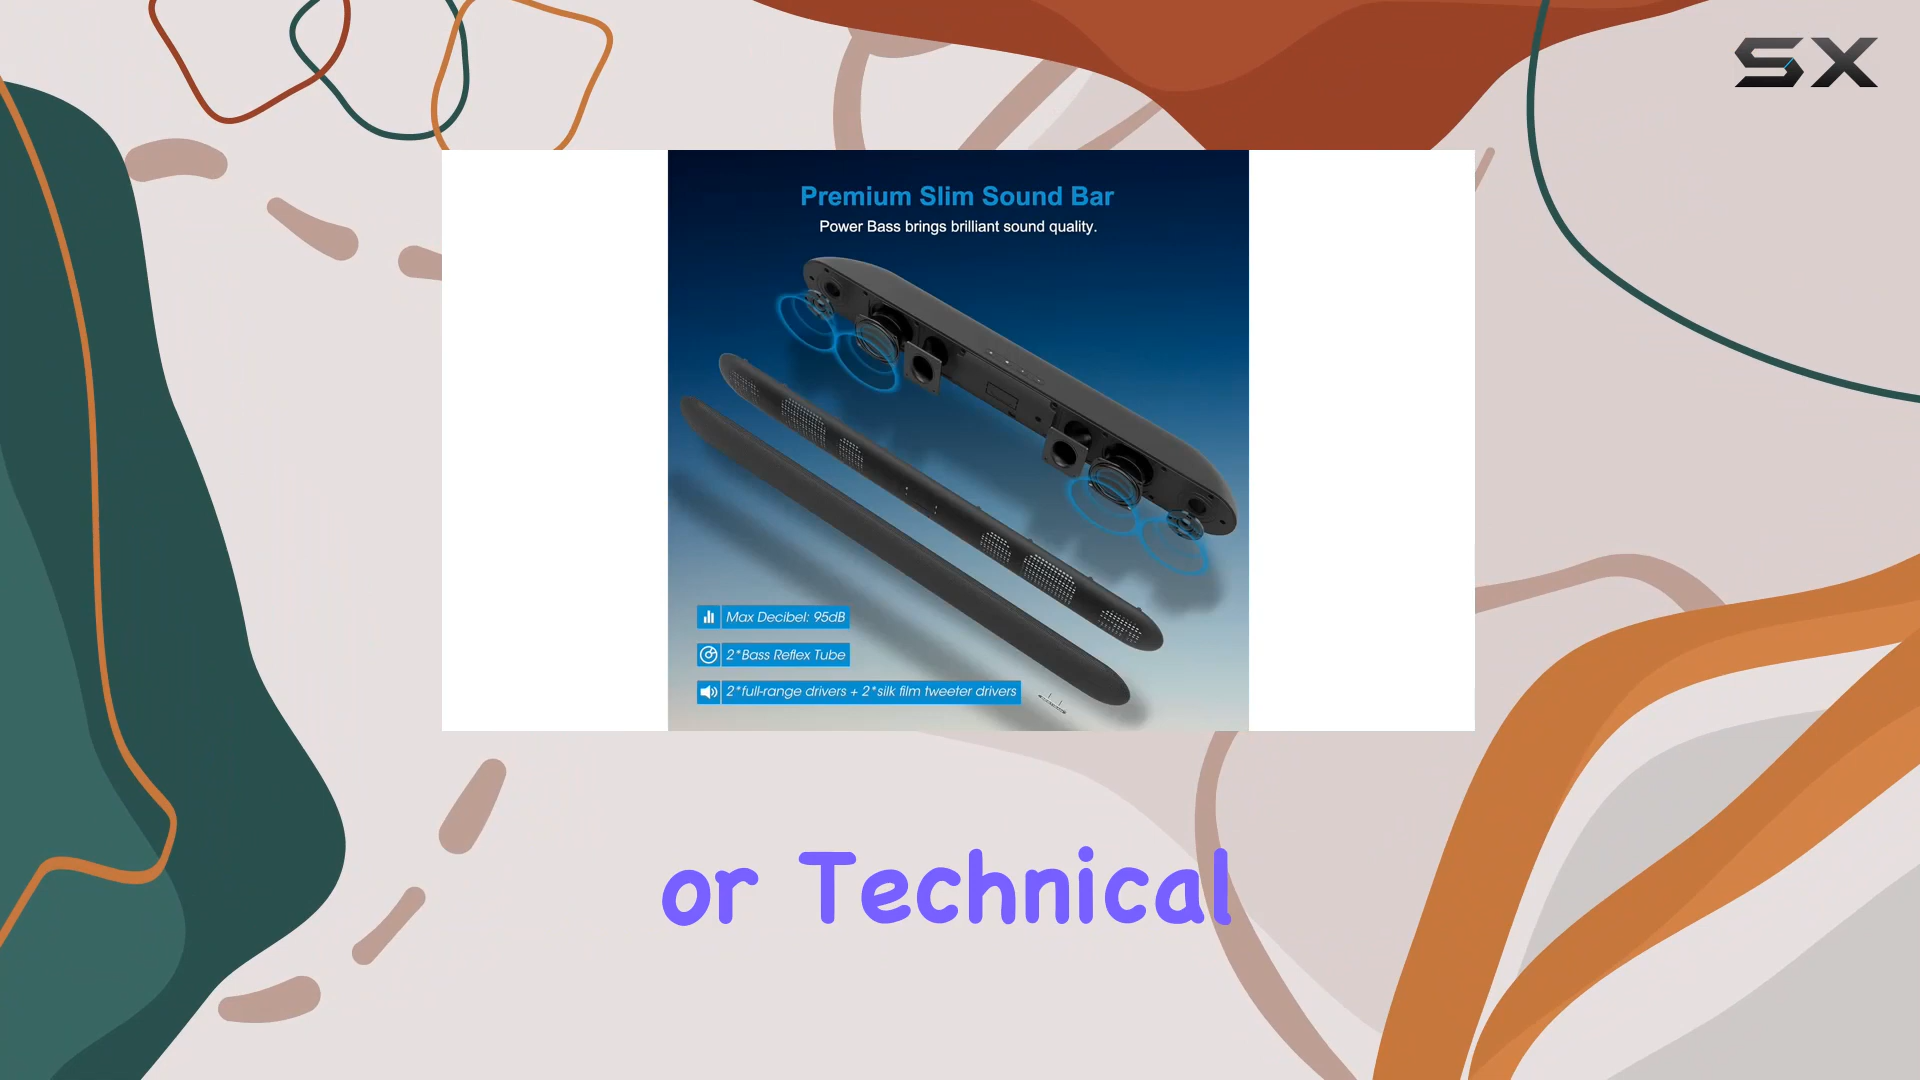 SX
Premium Slim Sound Bar
Power Bass brings brilliant sound quality.
Max Decibel: 95dB
2*Bass Reflex Tube
2*full-range drivers + 2*silk film tweeter drivers
or Technical